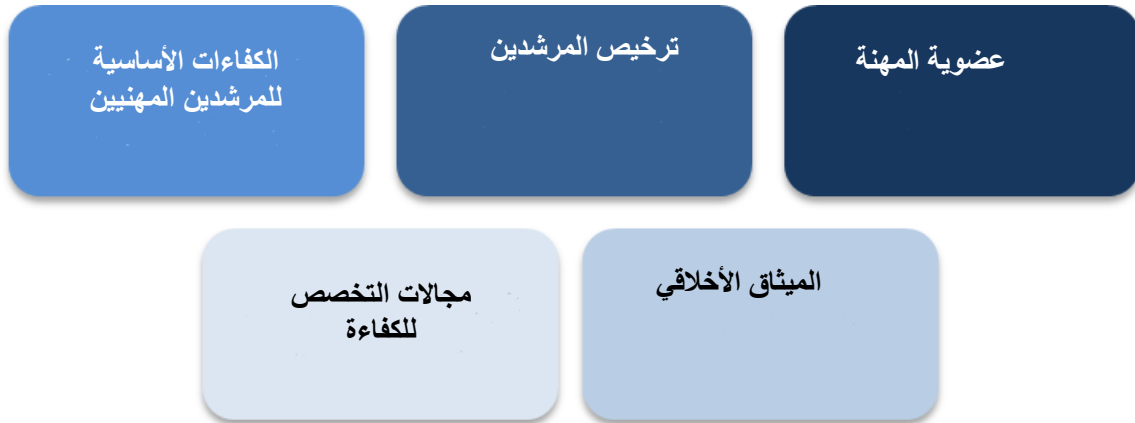 عضوية المهنة
ترخيص المرشدين
الكفاءات الأساسية
للمرشدين المهنيين
الميثاق الأخلاقي
مجالات التخصص
للكفاءة